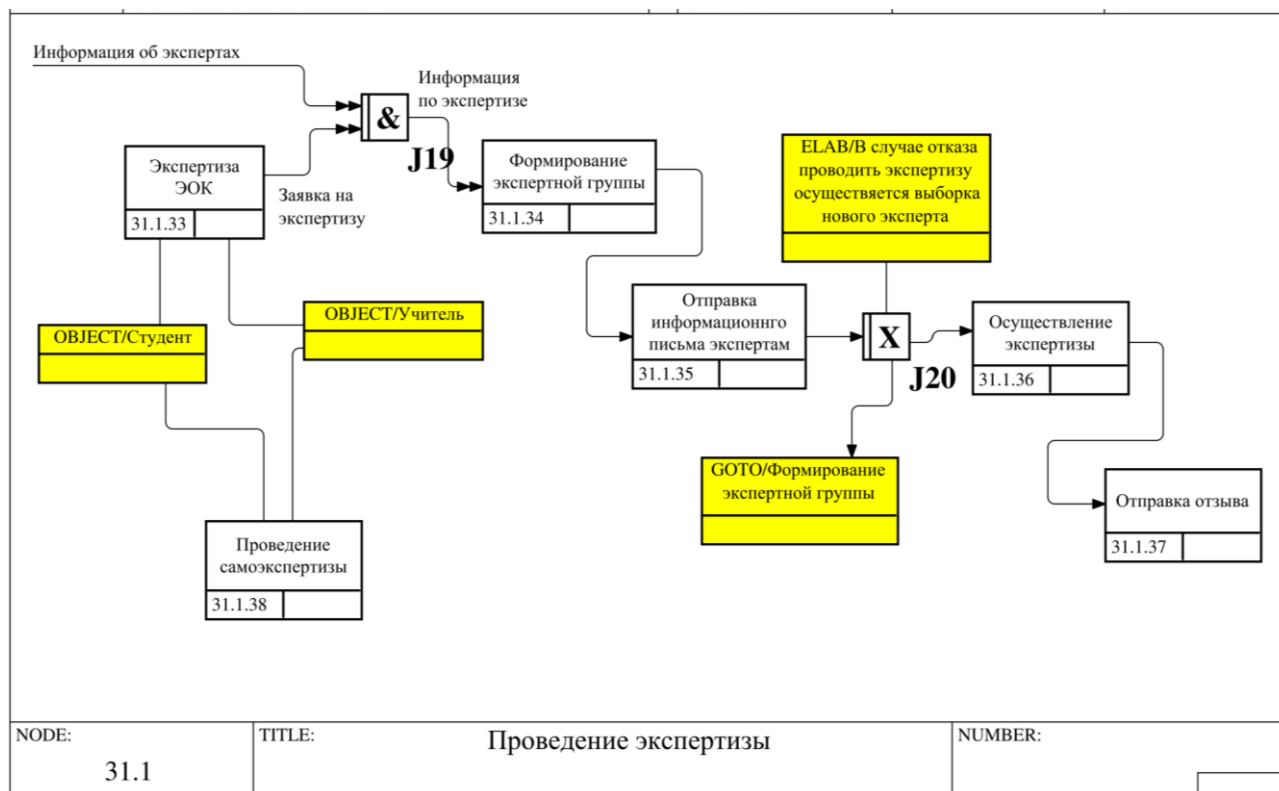 Информация об экспертах
&
J19
Информация
по экспертизе
Экспертиза
ЭОК
31.1.33
Заявка на
экспертизу
Формирование
экспертной группы
31.1.34
ELAB/В случае отказа
проводить экспертизу
осуществяется выборка
нового эксперта
OBJECT/Студент
OBJECT/Учитель
Отправка
информационнго
письма экспертам
31.1.35
X
J20
Осуществление
экспертизы
31.1.36
GOTO/Формирование
экспертной группы
Отправка отзыва
31.1.37
Проведение
самоэкспертизы
31.1.38
NODE:
31.1
TITLE:
Проведение экспертизы
NUMBER: